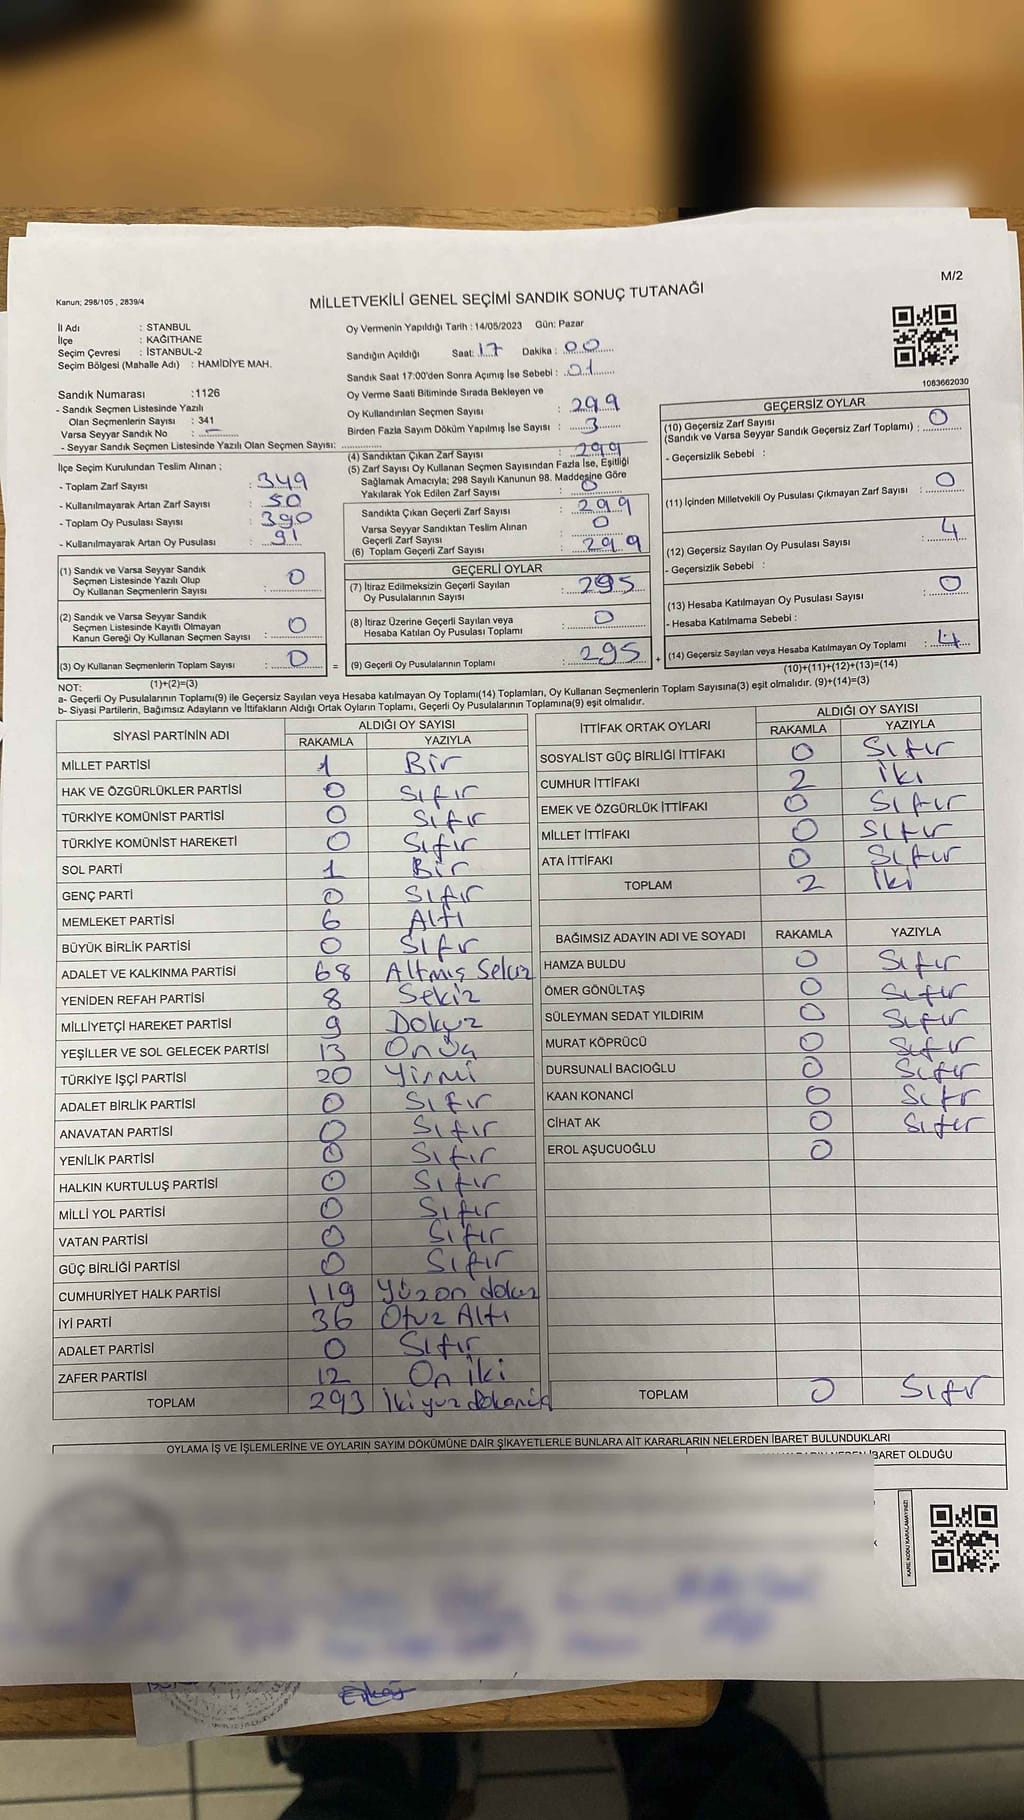 M/2
Kanun; 298/105 , 2839/4
MİLLETVEKİLİ GENEL SEÇİMİ SANDIK SONUÇ TUTANAĞI
İl Adı : STANBUL
İlçe : KAĞITHANE
Seçim Çevresi : İSTANBUL-2
Seçim Bölgesi (Mahalle Adı) : HAMİDİYE MAH.
Sandık Numarası :1126
- Sandık Seçmen Listesinde Yazılı
Olan Seçmenlerin Sayısı : 341
Varsa Seyyar Sandık No : –
- Seyyar Sandık Seçmen Listesinde Yazılı Olan Seçmen Sayısı:
İlçe Seçim Kurulundan Teslim Alınan ;
- Toplam Zarf Sayısı : 349
- Kullanılmayarak Artan Zarf Sayısı : 50
- Toplam Oy Pusulası Sayısı : 390
- Kullanılmayarak Artan Oy Pusulası : 91
(1) Sandık ve Varsa Seyyar Sandık
Seçmen Listesinde Yazılı Olup
Oy Kullanan Seçmenlerin Sayısı : 0
(2) Sandık ve Varsa Seyyar Sandık
Seçmen Listesinde Kayıtlı Olmayan
Kanun Gereği Oy Kullanan Seçmen Sayısı : 0
(3) Oy Kullanan Seçmenlerin Toplam Sayısı : 0 =
(1)+(2)=(3)
Oy Vermenin Yapıldığı Tarih : 14/05/2023 Gün: Pazar
Sandığın Açıldığı Saat: 17 Dakika : 00
Sandık Saat 17:00'den Sonra Açımış İse Sebebi : 01
Oy Verme Saati Bitiminde Sırada Bekleyen ve
Oy Kullandırılan Seçmen Sayısı : 299
Birden Fazla Sayım Döküm Yapılmış İse Sayısı : 3
(4) Sandıktan Çıkan Zarf Sayısı : 299
(5) Zarf Sayısı Oy Kullanan Seçmen Sayısından Fazla İse, Eşitliği
Sağlamak Amacıyla; 298 Sayılı Kanunun 98. Maddesine Göre
Yakılarak Yok Edilen Zarf Sayısı : 0
Sandıkta Çıkan Geçerli Zarf Sayısı : 299
Varsa Seyyar Sandıktan Teslim Alınan
Geçerli Zarf Sayısı : 0
(6) Toplam Geçerli Zarf Sayısı : 299
GEÇERLİ OYLAR
(7) İtiraz Edilmeksizin Geçerli Sayılan
Oy Pusulalarının Sayısı : 295
(8) İtiraz Üzerine Geçerli Sayılan veya
Hesaba Katılan Oy Pusulası Toplamı : 0
(9) Geçerli Oy Pusulalarının Toplamı : 295 +
1083662030
GEÇERSİZ OYLAR
(10) Geçersiz Zarf Sayısı
(Sandık ve Varsa Seyyar Sandık Geçersiz Zarf Toplamı) : 0
- Geçersizlik Sebebi :
(11) İçinden Milletvekil Oy Pusulası Çıkmayan Zarf Sayısı : 0
(12) Geçersiz Sayılan Oy Pusulası Sayısı : 4
- Geçersizlik Sebebi :
(13) Hesaba Katılmayan Oy Pusulası Sayısı : 0
- Hesaba Katılmama Sebebi :
(14) Geçersiz Sayılan veya Hesaba Katılmayan Oy Toplamı : 4
(10)+(11)+(12)+(13)=(14)
NOT:
a- Geçerli Oy Pusulalarının Toplamı(9) ile Geçersiz Sayılan veya Hesaba katılmayan Oy Toplamı(14) Toplamları, Oy Kullanan Seçmenlerin Toplam Sayısına(3) eşit olmalıdır. (9)+(14)=(3)
b- Siyasi Partilerin, Bağımsız Adayların ve İttifakların Aldığı Ortak Oyların Toplamı, Geçerli Oy Pusulalarının Toplamına(9) eşit olmalıdır.
SİYASİ PARTİNİN ADI ALDIĞI OY SAYISI
RAKAMLA YAZIYLA
MİLLET PARTİSİ 1 Bir
HAK VE ÖZGÜRLÜKLER PARTİSİ 0 Sıfır
TÜRKİYE KOMÜNİST PARTİSİ 0 Sıfır
TÜRKİYE KOMÜNİST HAREKETİ 0 Sıfır
SOL PARTİ 1 Bir
GENÇ PARTİ 0 Sıfır
MEMLEKET PARTİSİ 6 Altı
BÜYÜK BİRLİK PARTİSİ 0 Sıfır
ADALET VE KALKINMA PARTİSİ 68 Altmış Sekiz
YENİDEN REFAH PARTİSİ 8 Sekiz
MİLLİYETÇİ HAREKET PARTİSİ 9 Dokuz
YEŞİLLER VE SOL GELECEK PARTİSİ 13 On üç
TÜRKİYE İŞÇİ PARTİSİ 20 Yirmi
ADALET BİRLİK PARTİSİ 0 Sıfır
ANAVATAN PARTİSİ 0 Sıfır
YENİLİK PARTİSİ 0 Sıfır
HALKIN KURTULUŞ PARTİSİ 0 Sıfır
MİLLİ YOL PARTİSİ 0 Sıfır
VATAN PARTİSİ 0 Sıfır
GÜÇ BİRLİĞİ PARTİSİ 0 Sıfır
CUMHURİYET HALK PARTİSİ 119 Yüzon dokuz
İYİ PARTİ 36 Otuz Altı
ADALET PARTİSİ 0 Sıfır
ZAFER PARTİSİ 12 On iki
TOPLAM 293
İTTİFAK ORTAK OYLARI ALDIĞI OY SAYISI
RAKAMLA YAZIYLA
SOSYALİST GÜÇ BİRLİĞİ İTTİFAKI 0 Sıfır
CUMHUR İTTİFAKI 2 İki
EMEK VE ÖZGÜRLÜK İTTİFAKI 0 Sıfır
MİLLET İTTİFAKI 0 Sıfır
ATA İTTİFAKI 0 Sıfır
TOPLAM 2 İki
BAĞIMSIZ ADAYIN ADI VE SOYADI RAKAMLA YAZIYLA
HAMZA BULDU 0 Sıfır
ÖMER GÖNÜLTAŞ 0 Sıfır
SÜLEYMAN SEDAT YILDIRIM 0 Sıfır
MURAT KÖPRÜCÜ 0 Sıfır
DURSUNALİ BACIOĞLU 0 Sıfır
KAAN KONANCİ 0 Sıfır
CİHAT AK 0 Sıfır
EROL AŞUCUOĞLU 0
TOPLAM 0 Sıfır
OYLAMA İŞ VE İŞLEMLERİNE VE OYLARIN SAYIM DÖKÜMÜNE DAİR ŞİKAYETLERLE BUNLARA AİT KARARLARIN NELERDEN İBARET BULUNDUKLARI
İBARET OLDUĞU